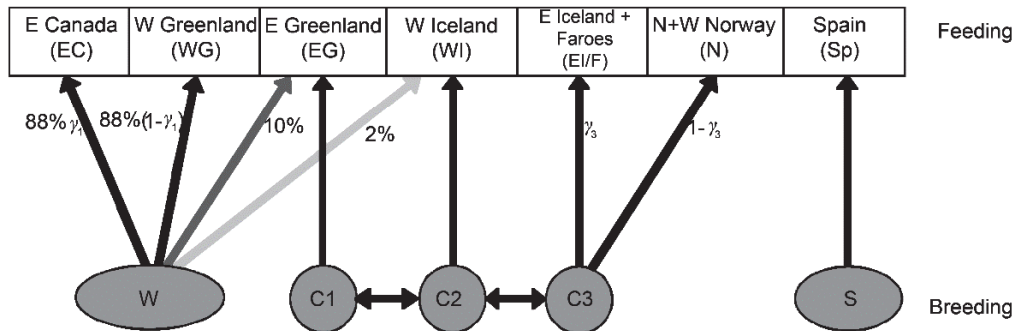 E Canada
(EC)
W Greenland
(WG)
E Greenland
(EG)
W Iceland
(WI)
E Iceland +
Faroes
(EI/F)
N+W Norway
(N)
Spain
(Sp)
Feeding
88% γ₁
88%(1-γ₁)
10%
2%
γ₃
1-γ₃
W
C1
C2
C3
S
Breeding